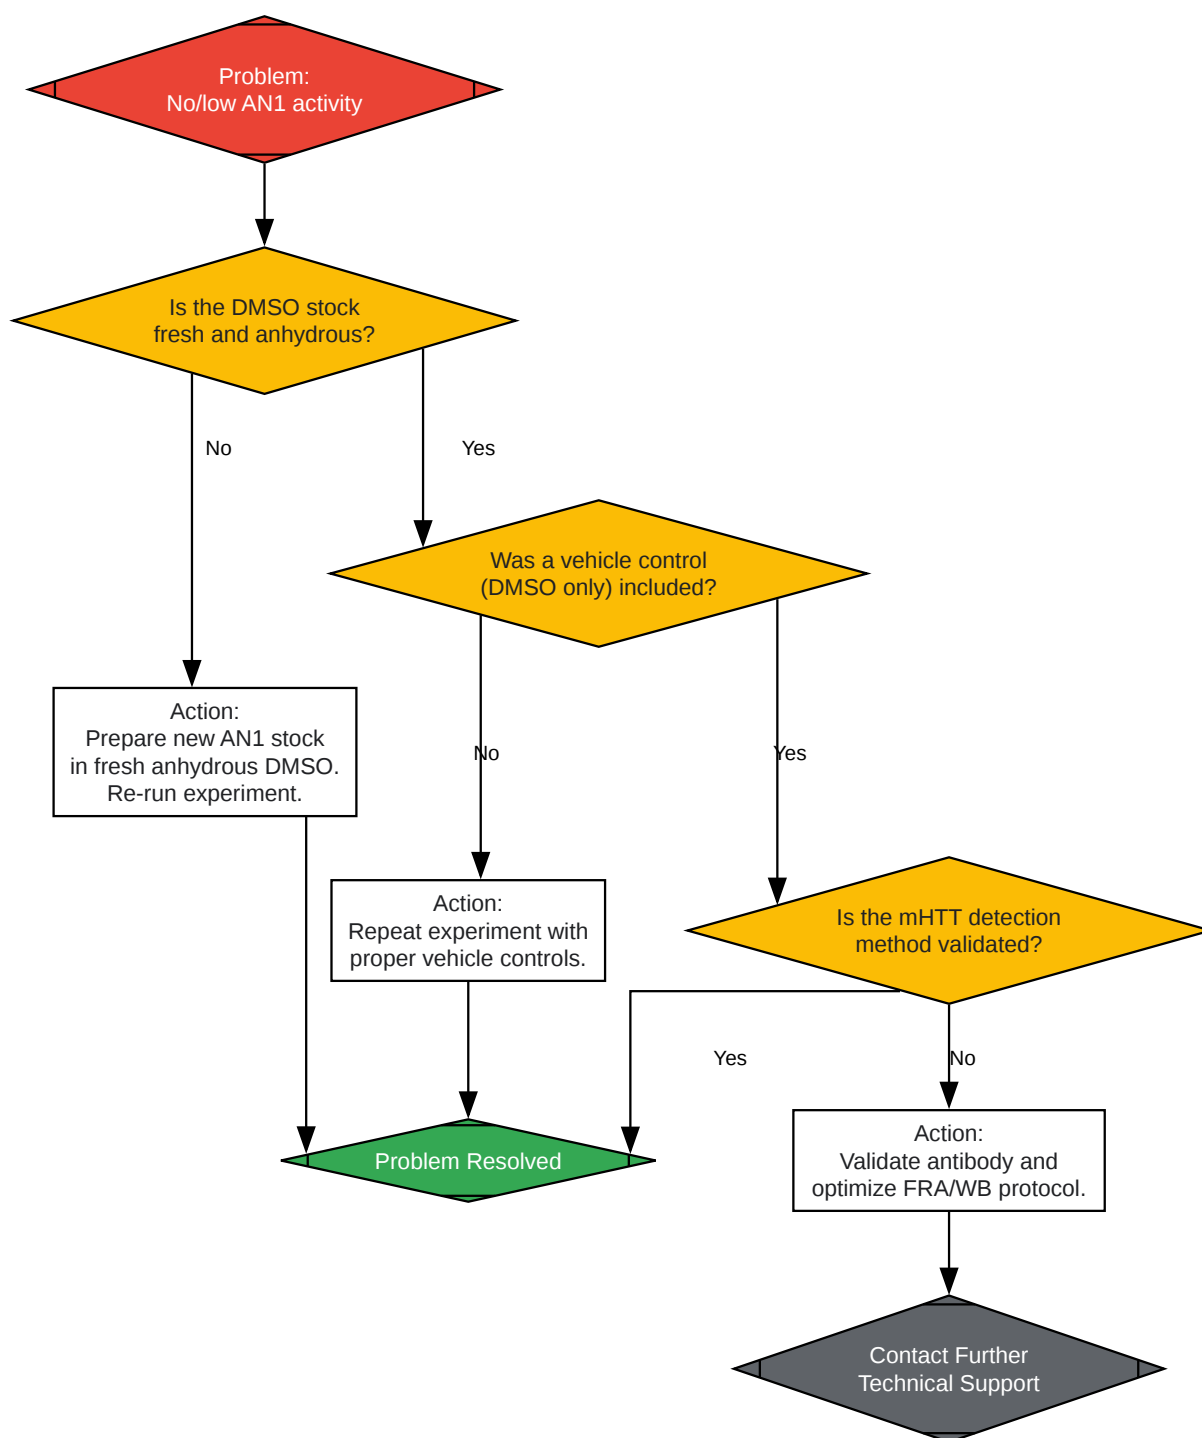 Problem:
No/low AN1 activity
Is the DMSO stock
fresh and anhydrous?
No
Yes
Was a vehicle control
(DMSO only) included?
Action:
Prepare new AN1 stock
in fresh anhydrous DMSO.
Re-run experiment.
No
Yes
Action:
Repeat experiment with
proper vehicle controls.
Is the mHTT detection
method validated?
Yes
No
Problem Resolved
Action:
Validate antibody and
optimize FRA/WB protocol.
Contact Further
Technical Support